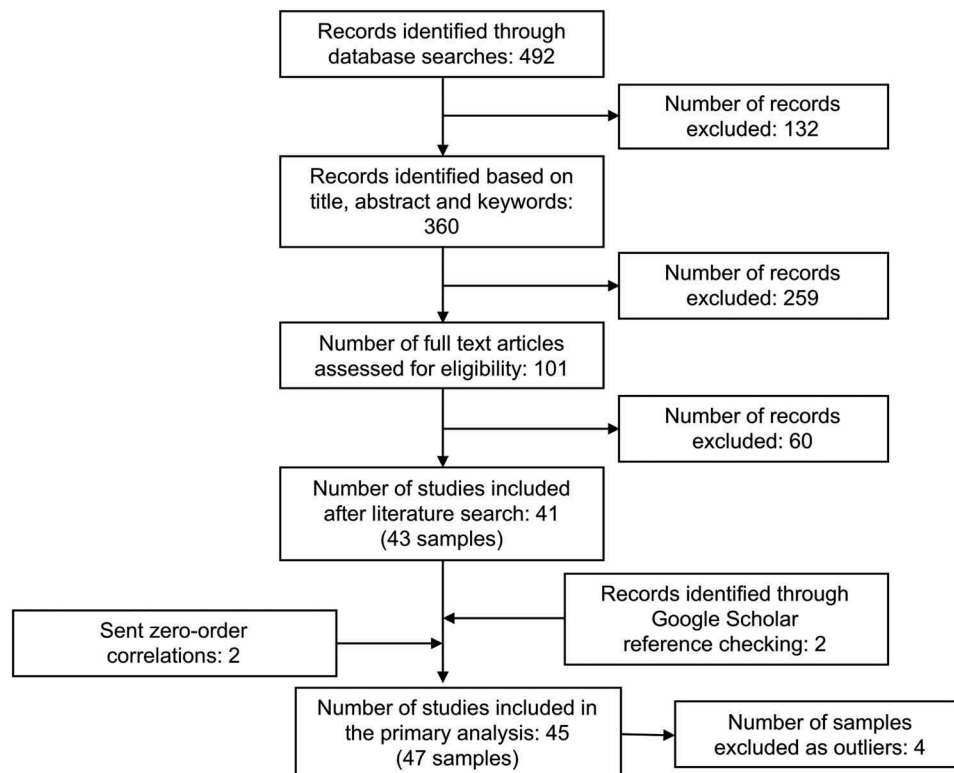 Records identified through
database searches: 492
Number of records
excluded: 132
Records identified based on
title, abstract and keywords:
360
Number of records
excluded: 259
Number of full text articles
assessed for eligibility: 101
Number of records
excluded: 60
Number of studies included
after literature search: 41
(43 samples)
Records identified through
Google Scholar
reference checking: 2
Sent zero-order
correlations: 2
Number of studies included in
the primary analysis: 45
(47 samples)
Number of samples
excluded as outliers: 4